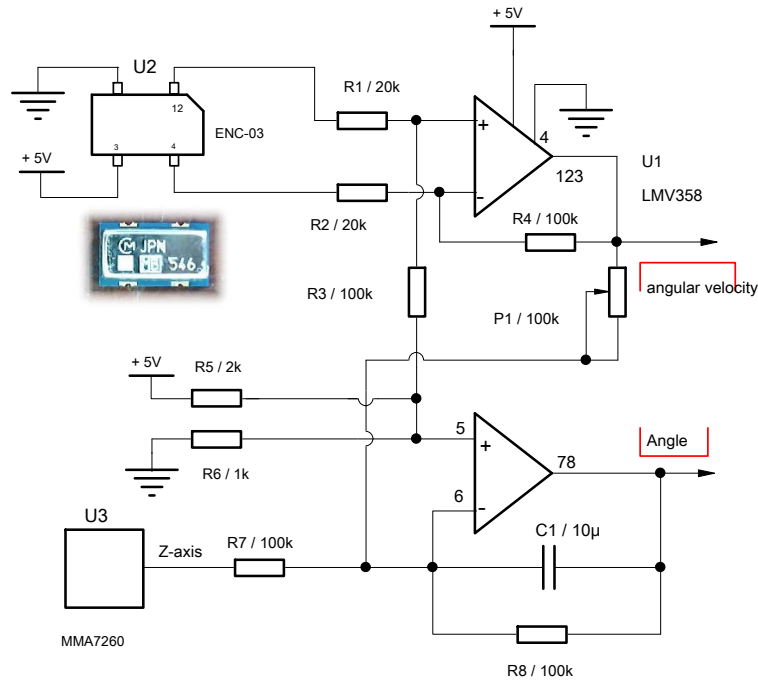 + 5V
U2
12
R1 / 20k
+
ENC-03
4
3
4
123
U1
+ 5V
-
LMV358
R2 / 20k
R4 / 100k
JPN
546
R3 / 100k
angular velocity
P1 / 100k
+ 5V
R5 / 2k
5
+
Angle
78
R6 / 1k
6
-
U3
C1 / 10µ
Z-axis
R7 / 100k
MMA7260
R8 / 100k